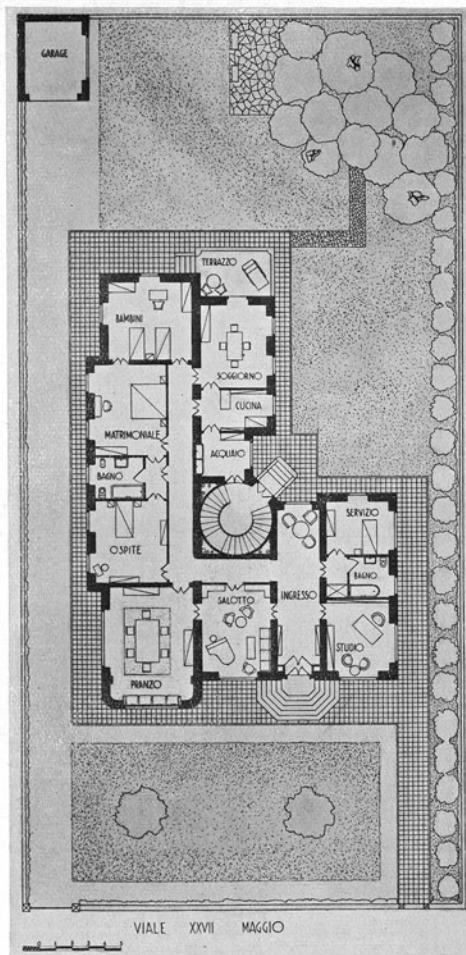 GARAGE
TERRAZZO
BAMBINI
SOGGIORNO
CUCINA
MATRIMONIALE
ACQUAIO
BAGNO
OSPITE
SERVIZIO
BAGNO
SALOTTO
INGRESSO
STUDIO
PRANZO
VIALE XXVII MAGGIO